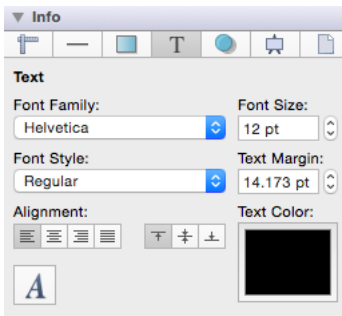 Info
T
Text
Font Family: Font Size:
Helvetica 12 pt
Font Style: Text Margin:
Regular 14.173 pt
Alignment: Text Color:
A